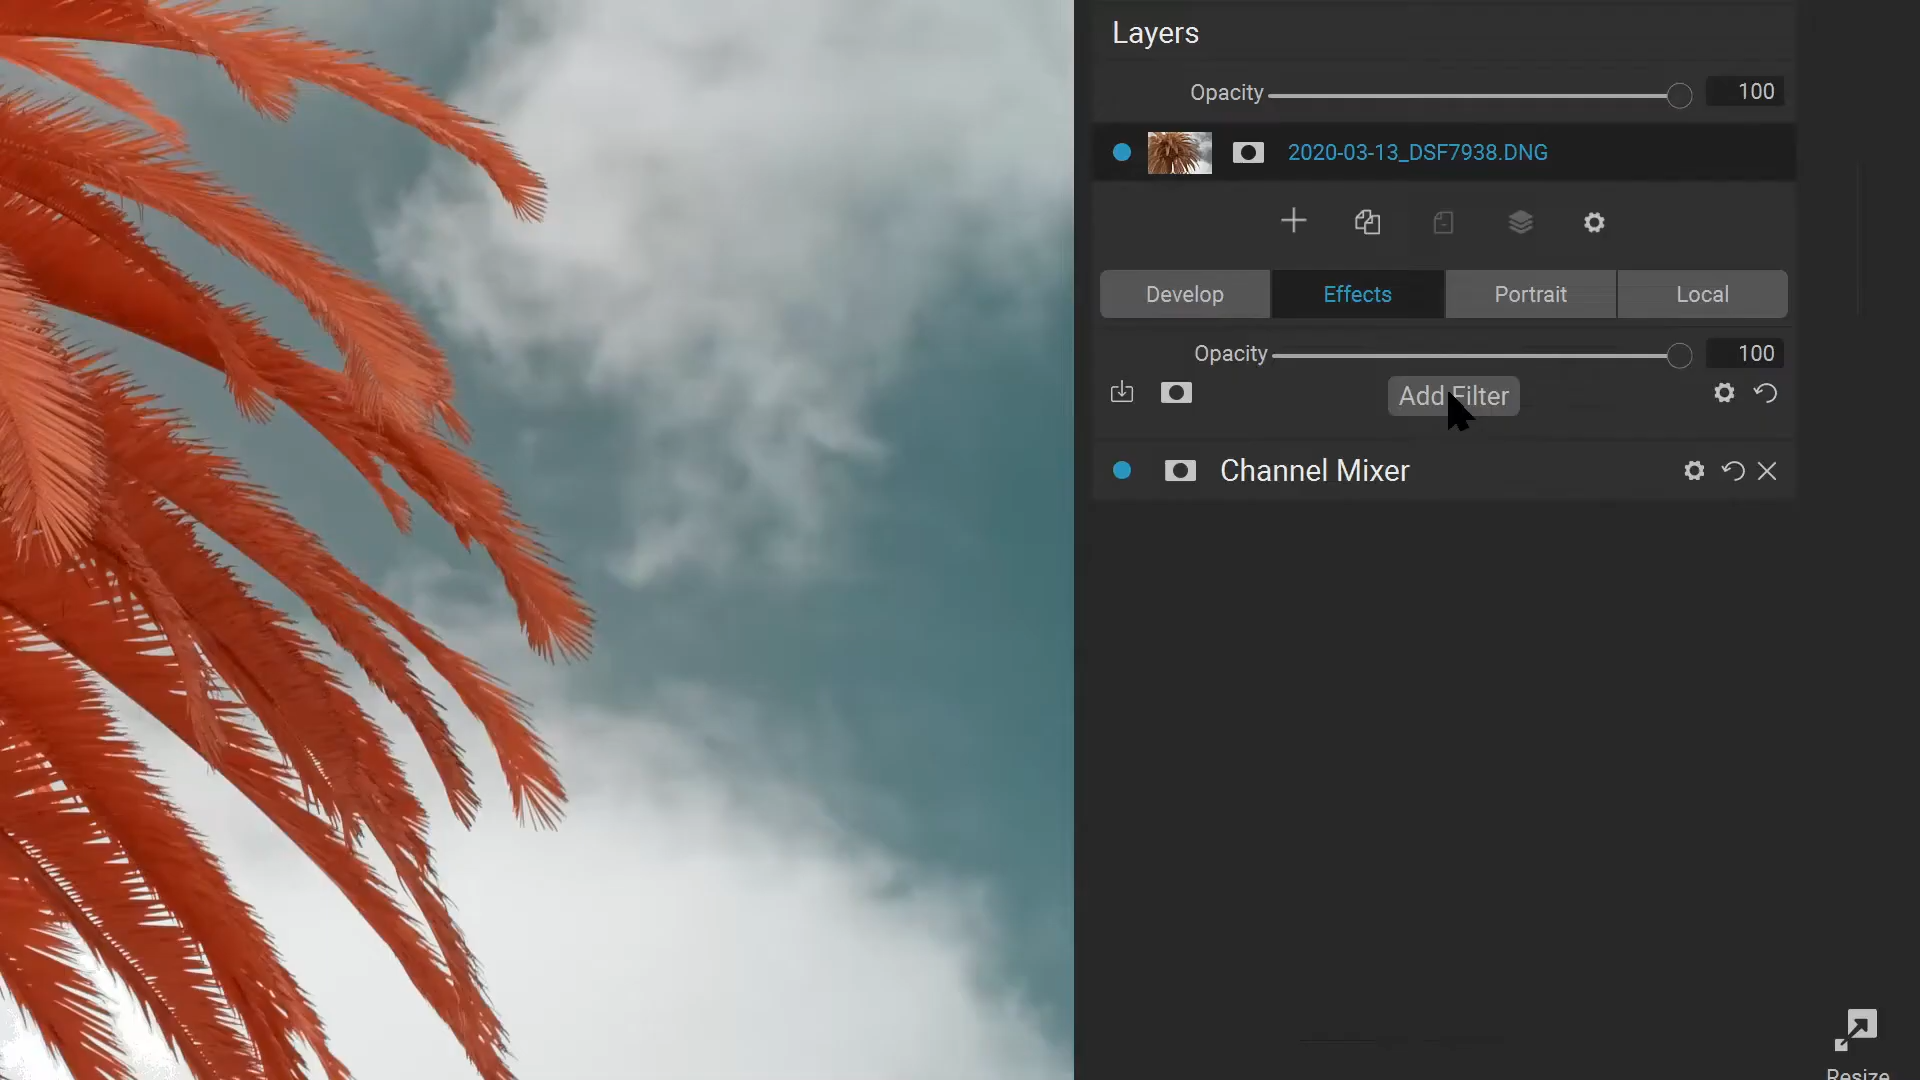 Layers
Opacity 100
2020-03-13_DSF7938.DNG
Develop Effects Portrait Local
Opacity 100
Add Filter
Channel Mixer
Resize